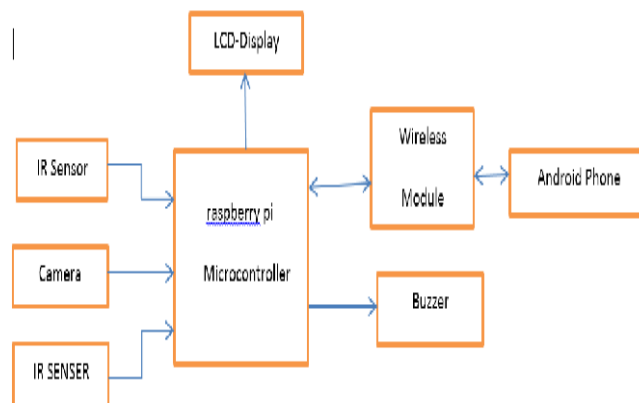 LCD-Display
IR Sensor
Camera
IR SENSER
raspberry pi
Microcontroller
Wireless
Module
Android Phone
Buzzer